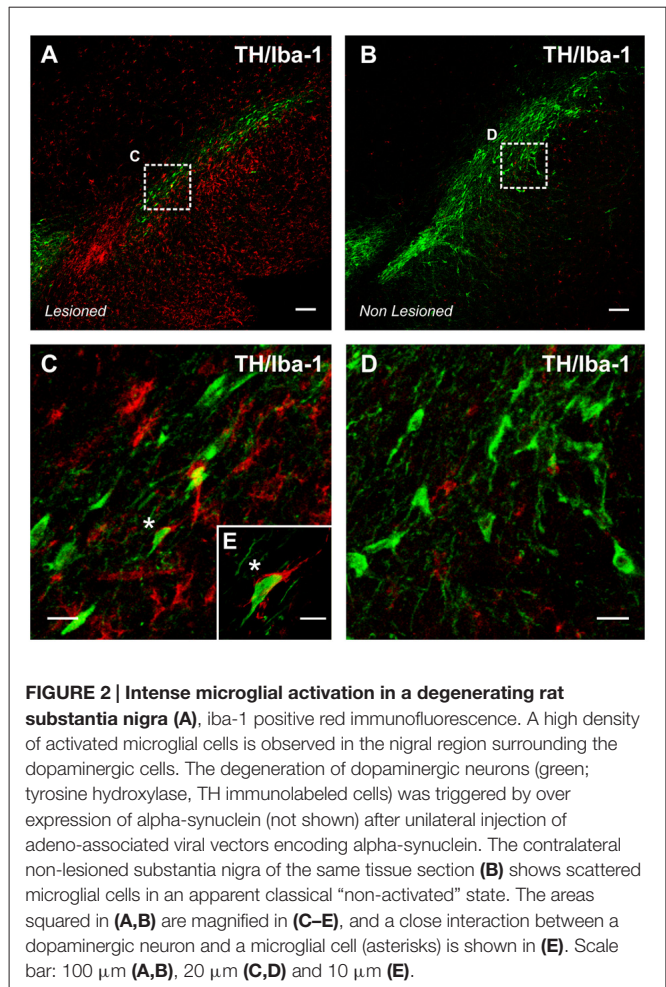 A
TH/Iba-1
C
Lesioned
B
TH/Iba-1
D
Non Lesioned
C
TH/Iba-1
*
E
*
D
TH/Iba-1
FIGURE 2 | Intense microglial activation in a degenerating rat
substantia nigra (A), iba-1 positive red immunofluorescence. A high density
of activated microglial cells is observed in the nigral region surrounding the
dopaminergic cells. The degeneration of dopaminergic neurons (green;
tyrosine hydroxylase, TH immunolabeled cells) was triggered by over
expression of alpha-synuclein (not shown) after unilateral injection of
adeno-associated viral vectors encoding alpha-synuclein. The contralateral
non-lesioned substantia nigra of the same tissue section (B) shows scattered
microglial cells in an apparent classical “non-activated” state. The areas
squared in (A,B) are magnified in (C–E), and a close interaction between a
dopaminergic neuron and a microglial cell (asterisks) is shown in (E). Scale
bar: 100 μm (A,B), 20 μm (C,D) and 10 μm (E).